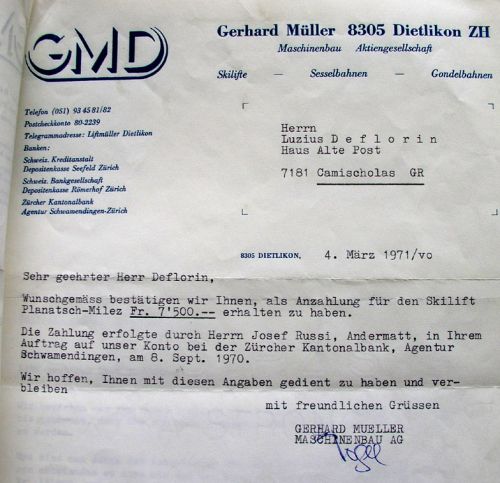 GMD
Gerhard Müller 8305 Dietlikon ZH
Maschinenbau Aktiengesellschaft
Skilifte — Sesselbahnen — Gondelbahnen
Telefon (051) 93 45 81/82
Postcheckkonto 80-2239
Telegrammadresse: Liftmüller Dietlikon
Banken:
Schweiz. Kreditanstalt
Depositenkasse Seefeld Zürich
Schweiz. Bankgesellschaft
Depositenkasse Römerhof Zürich
Zürcher Kantonalbank
Agentur Schwamendingen-Zürich
Herrn
Luzius D e f l o r i n
Haus Alte Post
7181 Camischolas GR
8305 DIETLIKON, 4. März 1971/vo
Sehr geehrter Herr Deflorin,
Wunschgemäss bestätigen wir Ihnen, als Anzahlung für den Skilift
Planatsch-Milez Fr. 7'500.-- erhalten zu haben.
Die Zahlung erfolgte durch Herrn Josef Russi, Andermatt, in Ihrem
Auftrag auf unser Konto bei der Zürcher Kantonalbank, Agentur
Schwamendingen, am 8. Sept. 1970.
Wir hoffen, Ihnen mit diesen Angaben gedient zu haben und ver-
bleiben
mit freundlichen Grüssen
GERHARD MUELLER
MASCHINENBAU AG